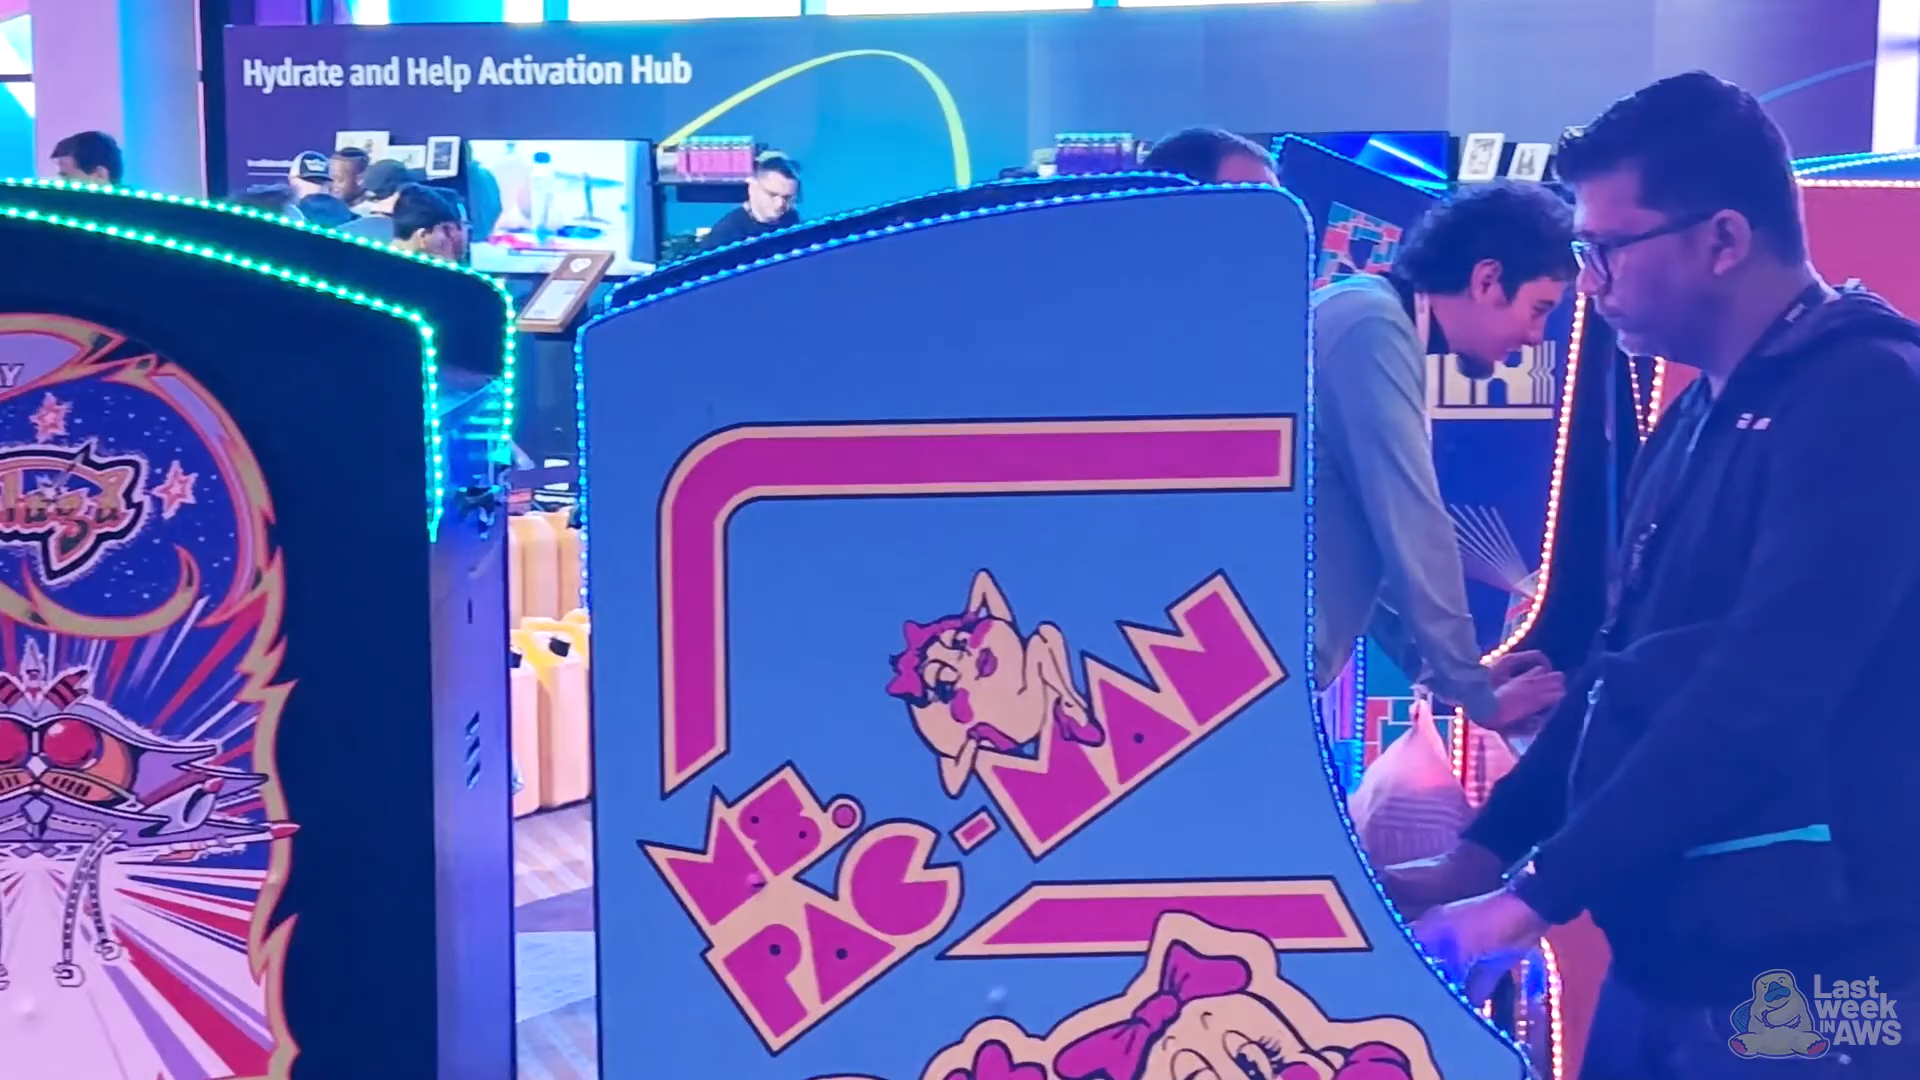 Hydrate and Help Activation Hub
MS.
PAC-MAN
Last
week
IN AWS